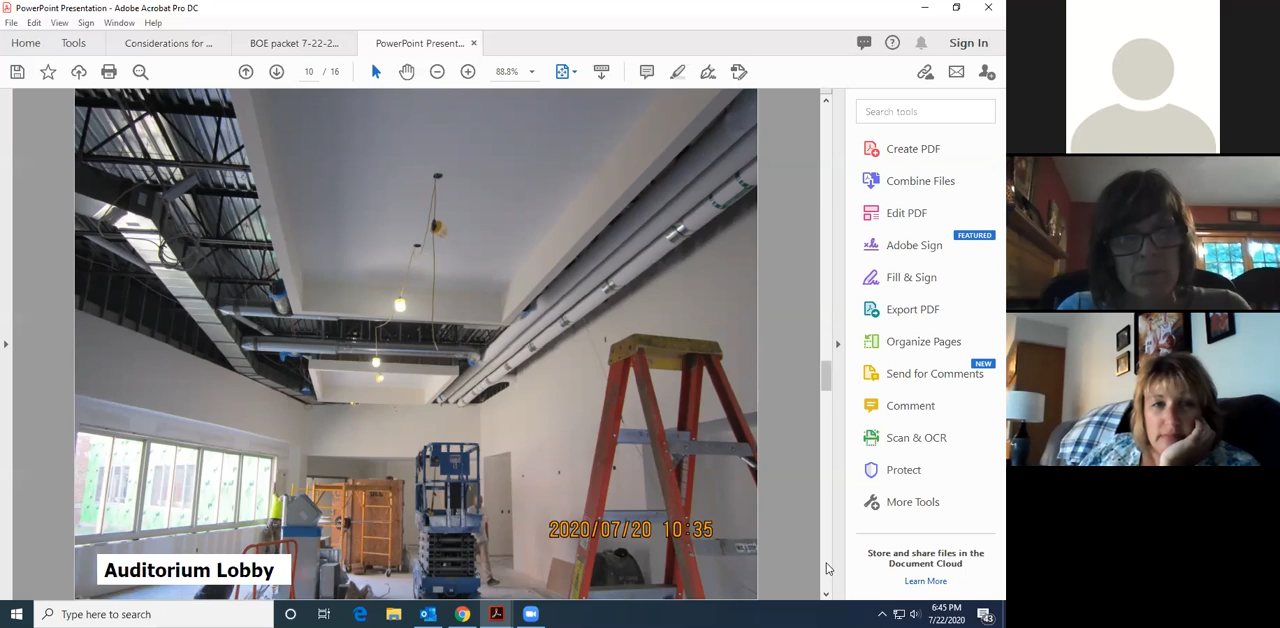 PowerPoint Presentation - Adobe Acrobat Pro DC
File Edit View Sign Window Help
Home Tools Considerations for ... BOE packet 7-22-2... PowerPoint Present... Sign In
10 / 16 88.8%
Search tools
Create PDF
Combine Files
Edit PDF
FEATURED
Adobe Sign
Fill & Sign
Export PDF
Organize Pages
NEW
Send for Comments
Comment
Scan & OCR
Protect
More Tools
Store and share files in the
Document Cloud
Learn More
2020/07/20 10:35
Auditorium Lobby
Type here to search
6:45 PM
7/22/2020
43